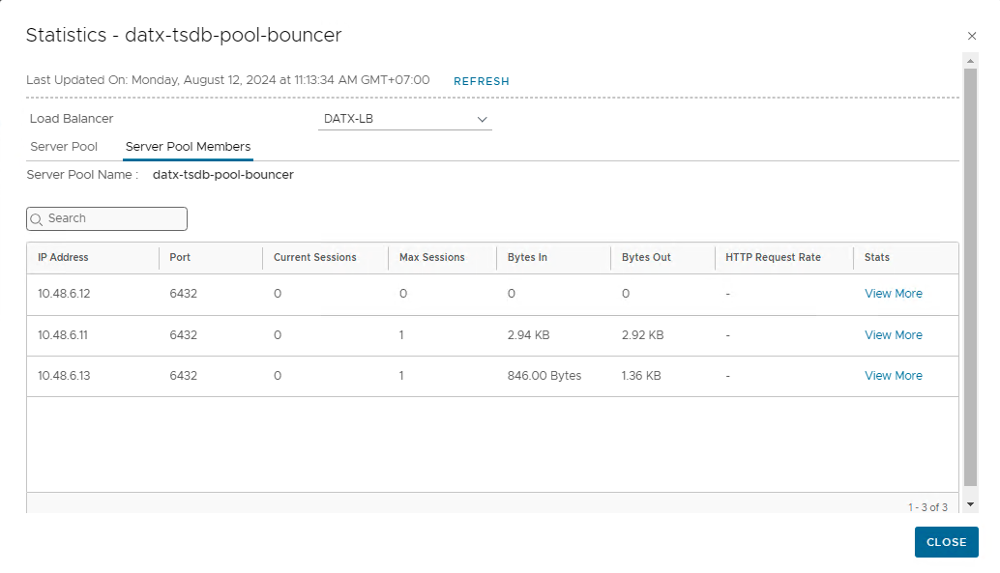 Statistics - datx-tsdb-pool-bouncer
Last Updated On: Monday, August 12, 2024 at 11:13:34 AM GMT+07:00 REFRESH
Load Balancer DATX-LB
Server Pool Server Pool Members
Server Pool Name : datx-tsdb-pool-bouncer
Search
IP Address Port Current Sessions Max Sessions Bytes In Bytes Out HTTP Request Rate Stats
10.48.6.12 6432 0 0 0 0 - View More
10.48.6.11 6432 0 1 2.94 KB 2.92 KB - View More
10.48.6.13 6432 0 1 846.00 Bytes 1.36 KB - View More
1 - 3 of 3
CLOSE